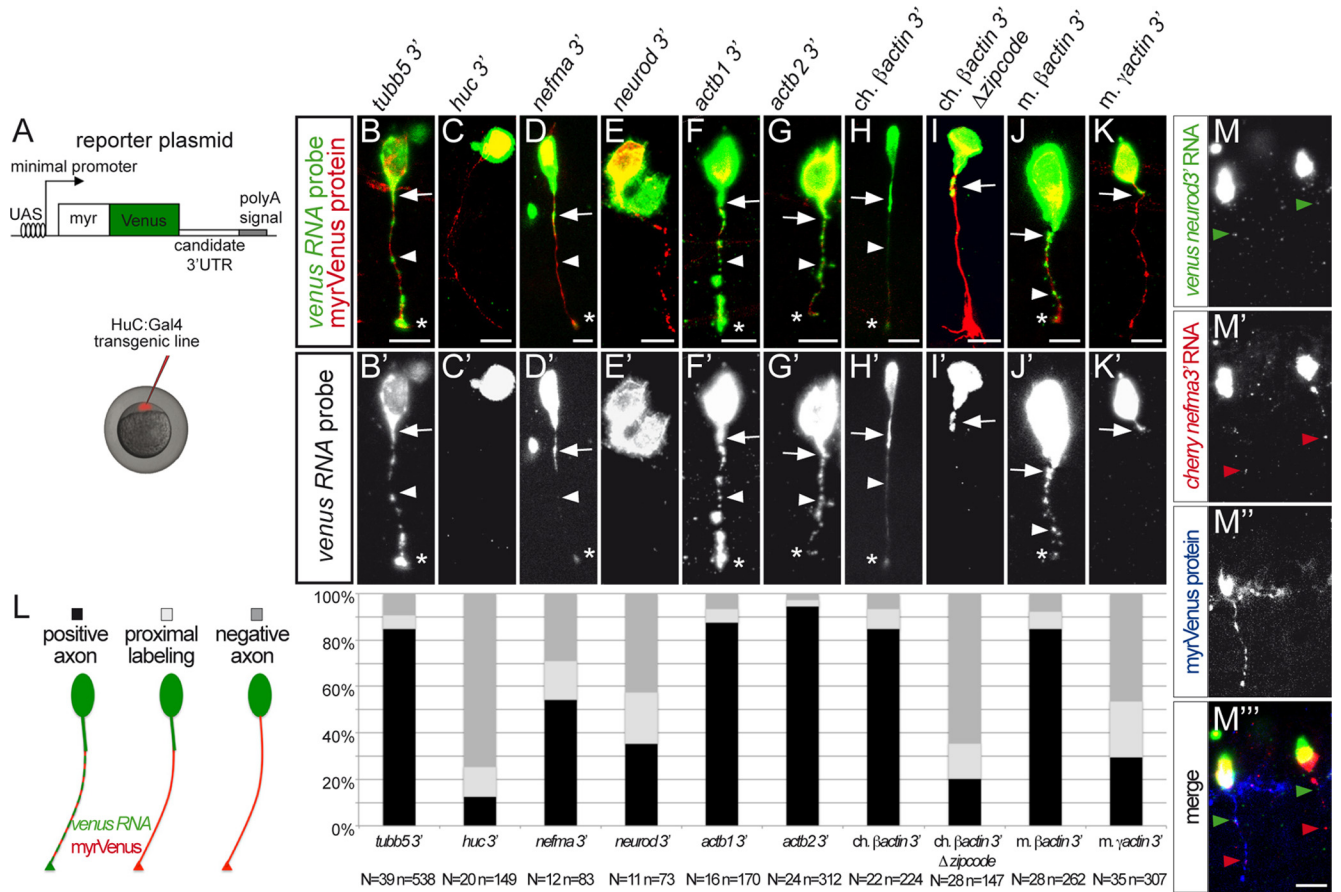 tubb5 3’
huc 3’
nefma 3’
neurod 3’
actb1 3’
actb2 3’
ch. βactin 3’
ch. βactin 3’
Δzipcode
m. βactin 3’
m. γactin 3’
A
reporter plasmid
minimal promoter
UAS
myr
Venus
polyA
signal
candidate
3’UTR
HuC:Gal4
transgenic line
venus RNA probe
myrVenus protein
B
C
D
E
F
G
H
I
J
K
*
*
*
*
*
*
venus RNA probe
B’
C’
D’
E’
F’
G’
H’
I’
J’
K’
*
*
*
*
*
*
L
positive
axon
proximal
labeling
negative
axon
venus RNA
myrVenus
100%
80%
60%
40%
20%
0%
tubb5 3’
huc 3’
nefma 3’
neurod 3’
actb1 3’
actb2 3’
ch. βactin 3’
ch. βactin 3’
Δ zipcode
m. βactin 3’
m. γactin 3’
N=39 n=538
N=20 n=149
N=12 n=83
N=11 n=73
N=16 n=170
N=24 n=312
N=22 n=224
N=28 n=147
N=28 n=262
N=35 n=307
venus neurod3’ RNA
M
cherry nefma3’ RNA
M’
myrVenus protein
M’’
merge
M’’’